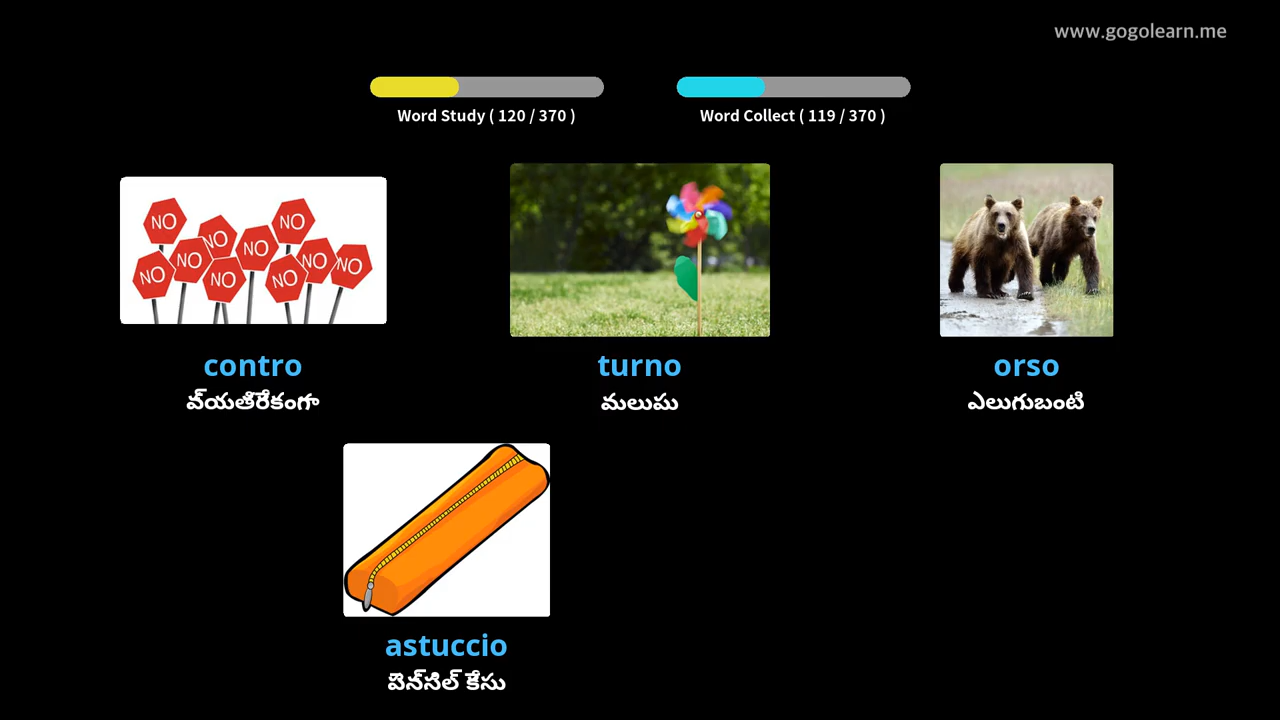 www.gogolearn.me
Word Study ( 120 / 370 )
Word Collect ( 119 / 370 )
NO NO NO NO NO NO NO NO NO NO
contro
వ్యతిరేకంగా
turno
మలుపు
orso
ఎలుగుబంటి
astuccio
పెన్సిల్ కేసు